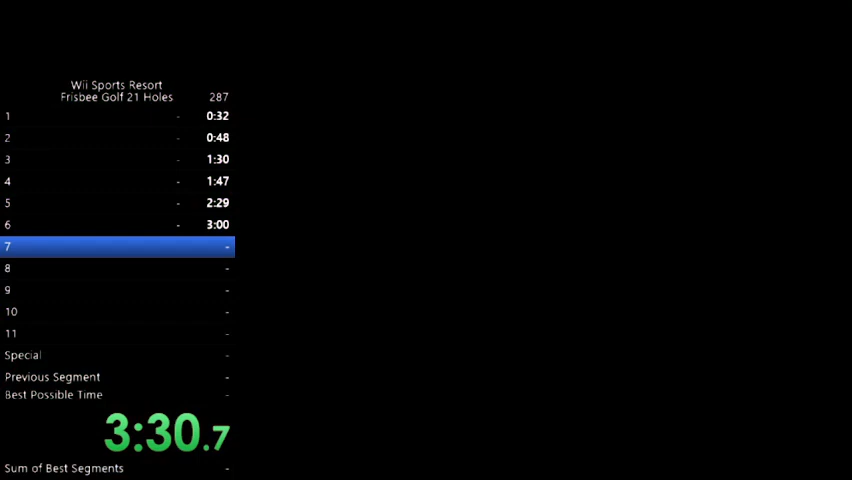 Wii Sports Resort
Frisbee Golf 21 Holes 287
1 - 0:32
2 - 0:48
3 - 1:30
4 - 1:47
5 - 2:29
6 - 3:00
7 -
8 -
9 -
10 -
11 -
Special -
Previous Segment -
Best Possible Time -
3:30.7
Sum of Best Segments -